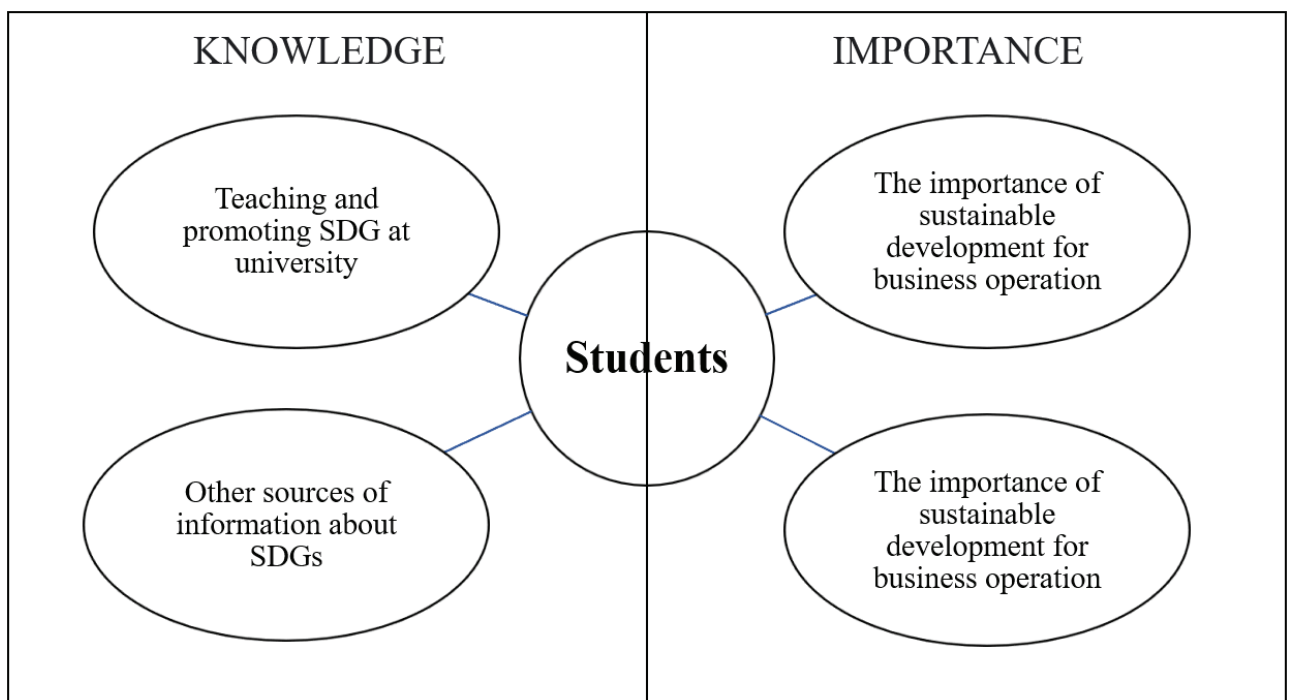 KNOWLEDGE
Teaching and
promoting SDG at
university
Other sources of
information about
SDGs
Students
IMPORTANCE
The importance of
sustainable
development for
business operation
The importance of
sustainable
development for
business operation